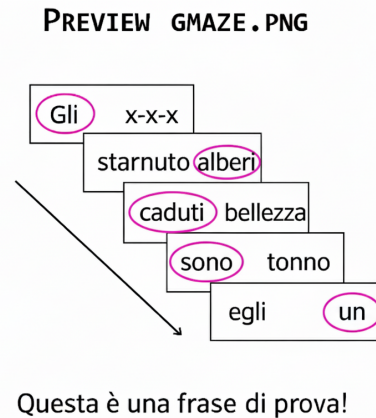 PREVIEW GMAZE.PNG
Gli x-x-x
starnuto alberi
caduti bellezza
sono tonno
egli un
Questa è una frase di prova!